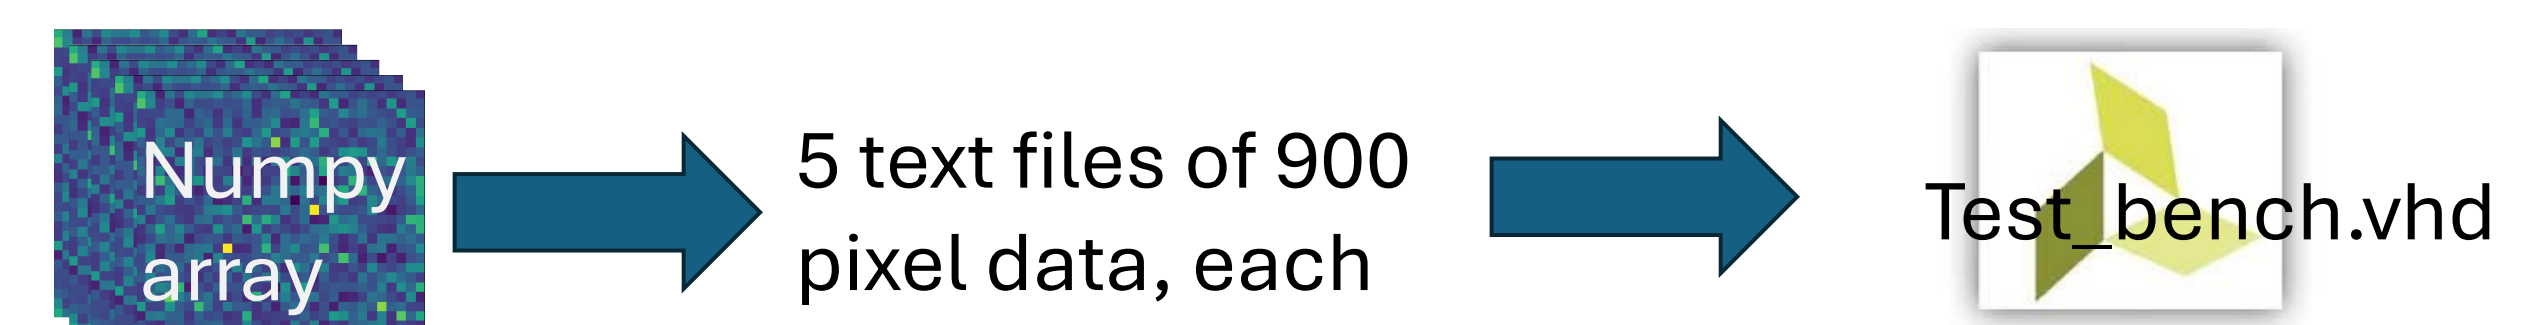 Numpy
array
5 text files of 900
pixel data, each
Test_bench.vhd